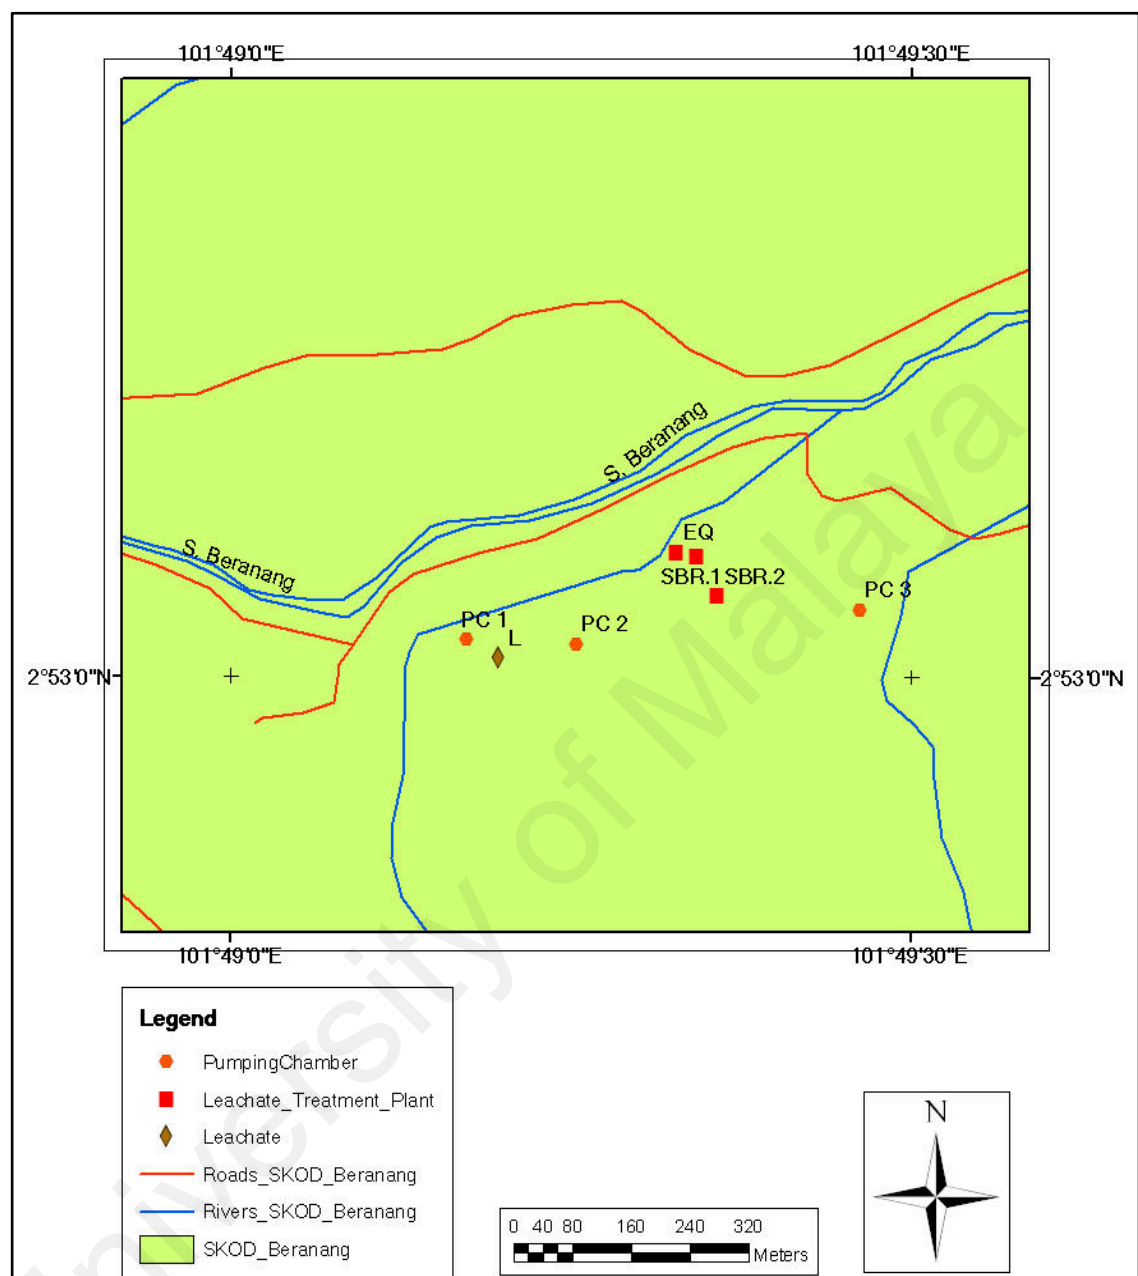 101°49'0"E 101°49'30"E
S. Beranang
S. Beranang
EQ
SBR.1 SBR.2
PC 3
PC 1
L
PC 2
2°53'0"N 2°53'0"N
101°49'0"E 101°49'30"E
University of Malaya
Legend
PumpingChamber
Leachate_Treatment_Plant
Leachate
Roads_SKOD_Beranang
Rivers_SKOD_Beranang
SKOD_Beranang
N
0 40 80 160 240 320
Meters